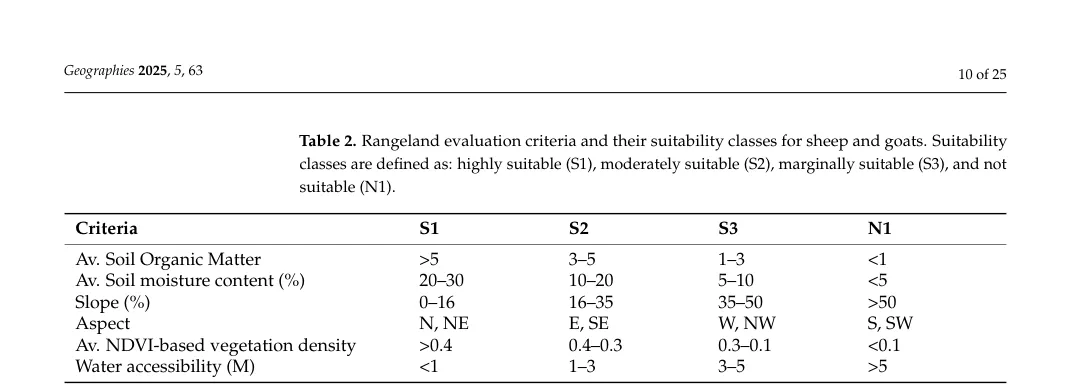 Geographies 2025, 5, 63
10 of 25
Table 2. Rangeland evaluation criteria and their suitability classes for sheep and goats. Suitability
classes are defined as: highly suitable (S1), moderately suitable (S2), marginally suitable (S3), and not
suitable (N1).
Criteria S1 S2 S3 N1
Av. Soil Organic Matter >5 3–5 1–3 <1
Av. Soil moisture content (%) 20–30 10–20 5–10 <5
Slope (%) 0–16 16–35 35–50 >50
Aspect N, NE E, SE W, NW S, SW
Av. NDVI-based vegetation density >0.4 0.4–0.3 0.3–0.1 <0.1
Water accessibility (M) <1 1–3 3–5 >5